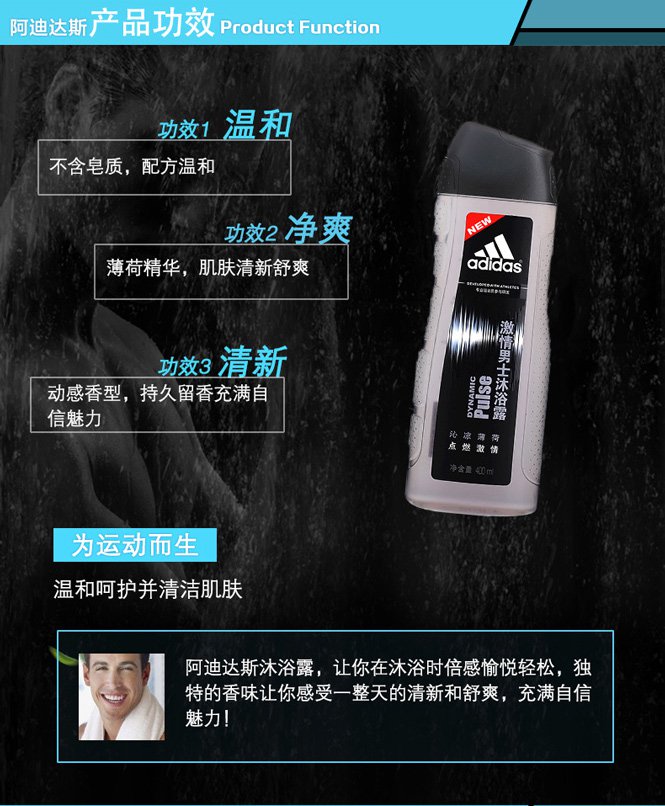 阿迪达斯产品功效 Product Function
功效1 温和
不含皂质，配方温和
功效2 净爽
薄荷精华，肌肤清新舒爽
功效3 清新
动感香型，持久留香充满自
信魅力
NEW
adidas
DEVELOPED WITH ATHLETES
激情男士沐浴露
DYNAMIC
Pulse
沁凉薄荷
点燃激情
净含量 400ml
为运动而生
温和呵护并清洁肌肤
阿迪达斯沐浴露，让你在沐浴时倍感愉悦轻松，独
特的香味让你感受一整天的清新和舒爽，充满自信
魅力！